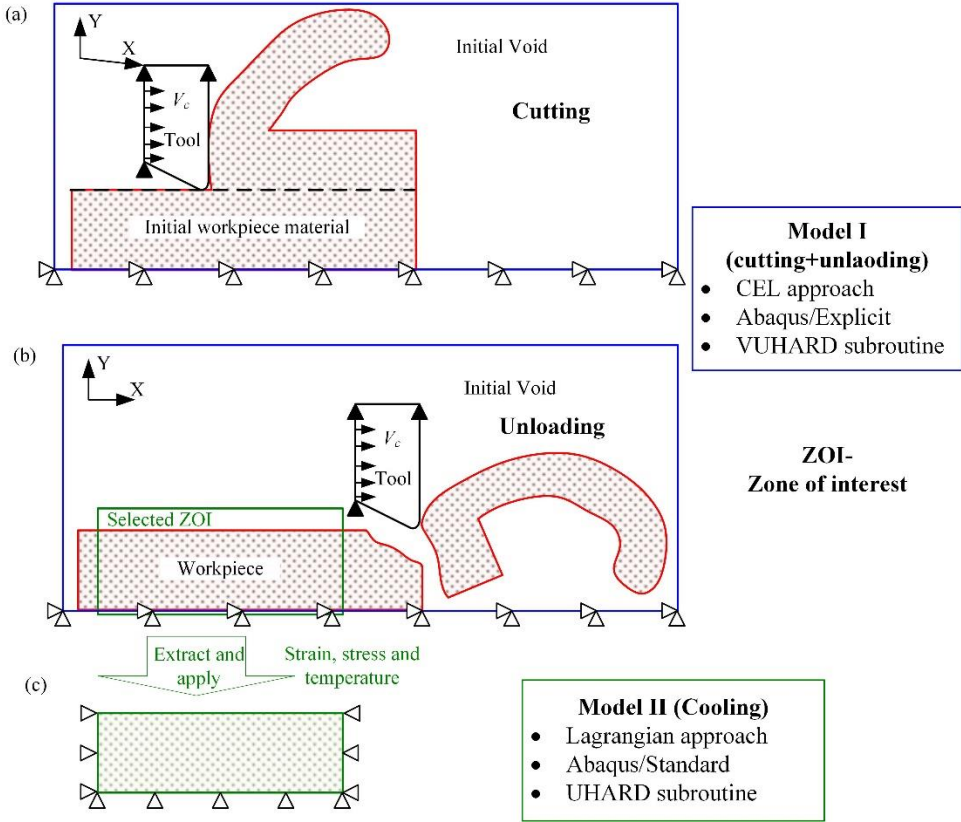 (a)
Y
X
Initial Void
Cutting
Vc
Tool
Initial workpiece material
Model I
(cutting+unlaoding)
• CEL approach
• Abaqus/Explicit
• VUHARD subroutine
(b)
Y
X
Initial Void
Unloading
Vc
Tool
Selected ZOI
Workpiece
ZOI-
Zone of interest
Extract and
apply
Strain, stress and
temperature
(c)
Model II (Cooling)
• Lagrangian approach
• Abaqus/Standard
• UHARD subroutine